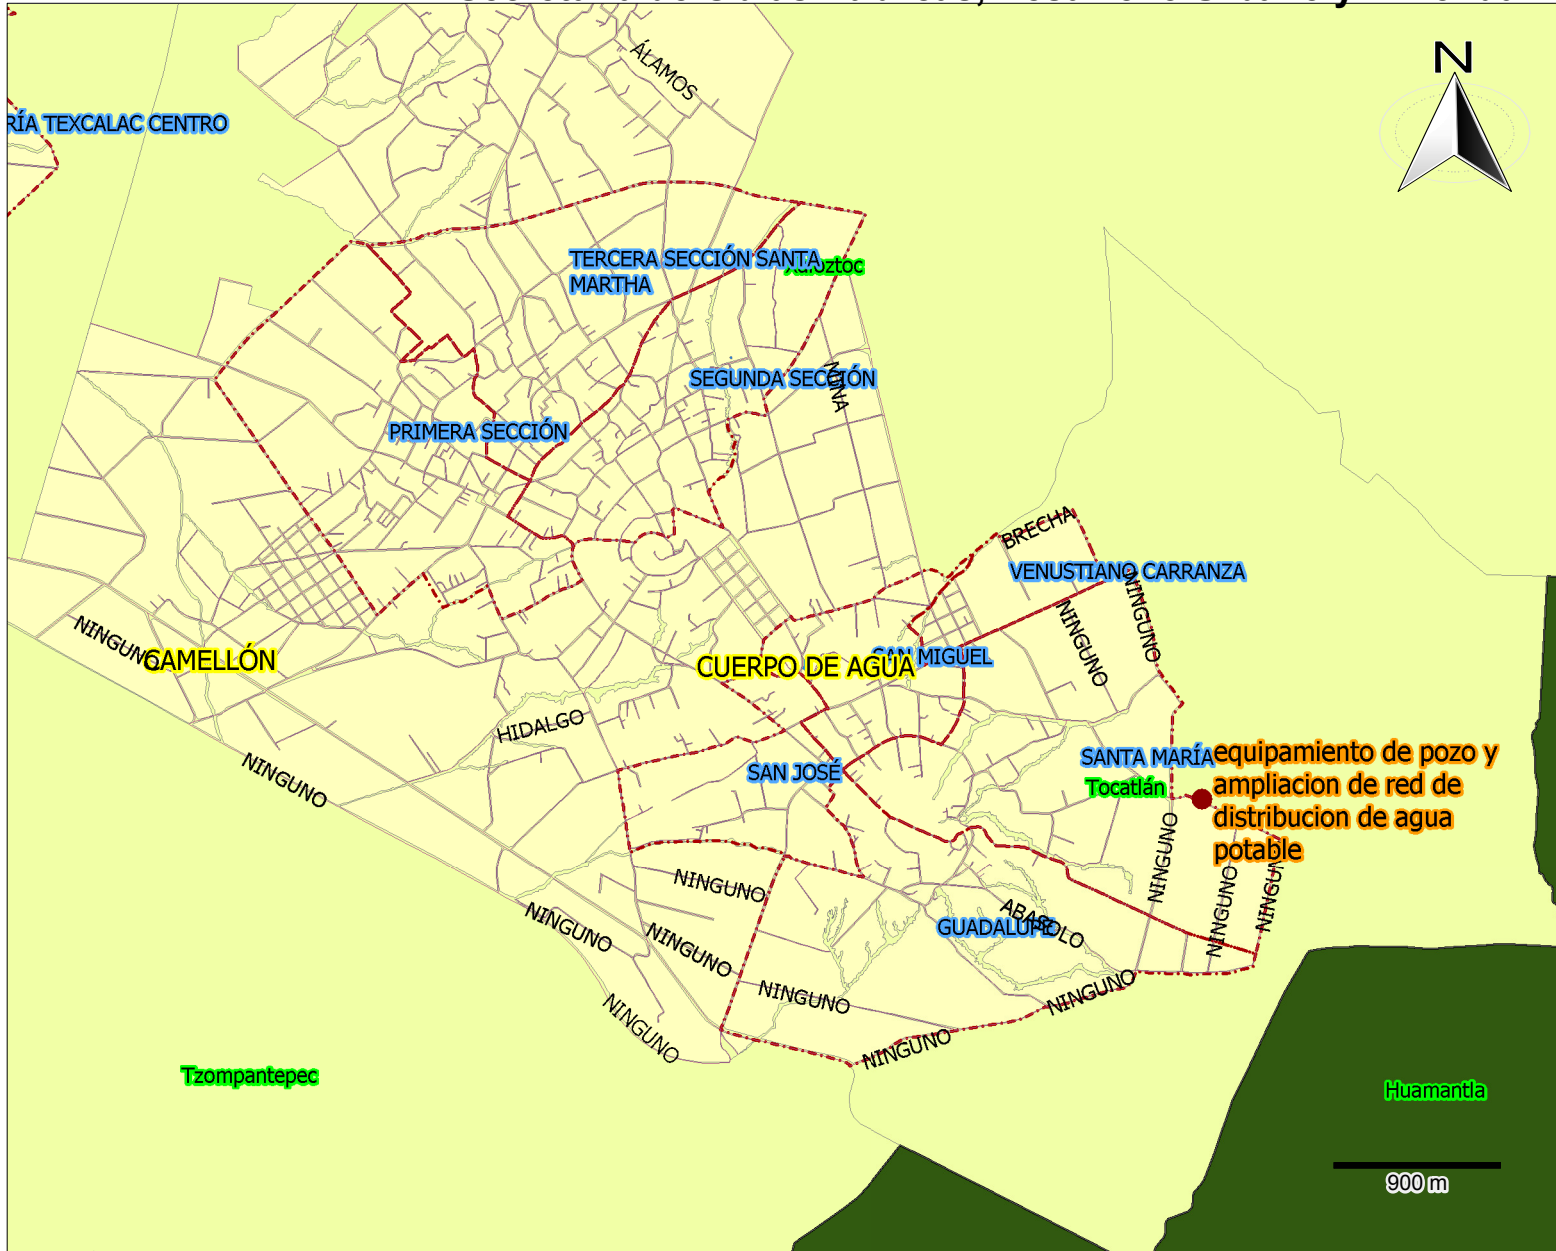 N
ÁLAMOS
RÍA TEXCALAC CENTRO
TERCERA SECCIÓN SANTA
MARTHA
SEGUNDA SECCIÓN
PRIMERA SECCIÓN
BRECHA
VENUSTIANO CARRANZA
NINGUNO
NINGUNO
NINGUNO
CAMELLÓN
CUERPO DE AGUA
SAN MIGUEL
HIDALGO
NINGUNO
SAN JOSÉ
SANTA MARÍA
Tocatlán
equipamiento de pozo y
ampliacion de red de
distribucion de agua
potable
NINGUNO
NINGUNO
NINGUNO
NINGUNO
NINGUNO
NINGUNO
ABASOLO
GUADALUPE
NINGUNO
NINGUNO
NINGUNO
NINGUNO
Tzompantepec
Huamantla
900 m